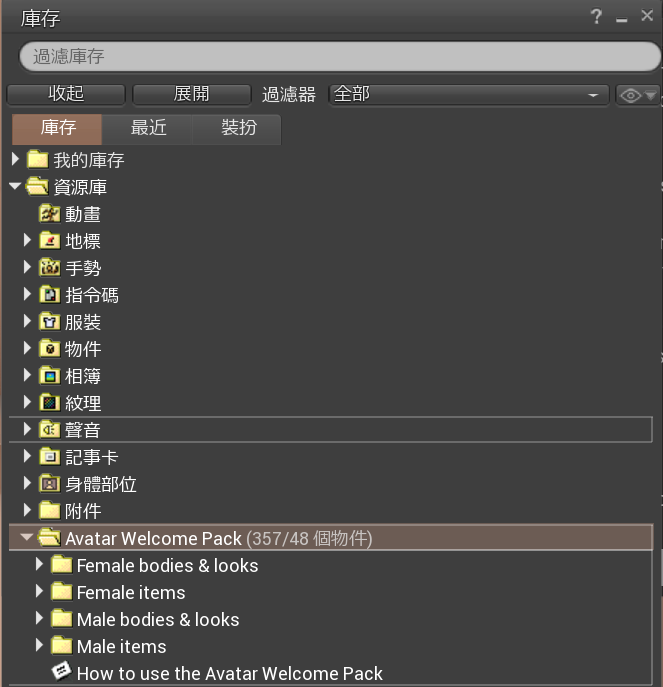 庫存
?
過濾庫存
收起 展開 過濾器 全部
庫存 最近 裝扮
我的庫存
資源庫
動畫
地標
手勢
指令碼
服裝
物件
相簿
紋理
聲音
記事卡
身體部位
附件
Avatar Welcome Pack (357/48 個物件)
Female bodies & looks
Female items
Male bodies & looks
Male items
How to use the Avatar Welcome Pack